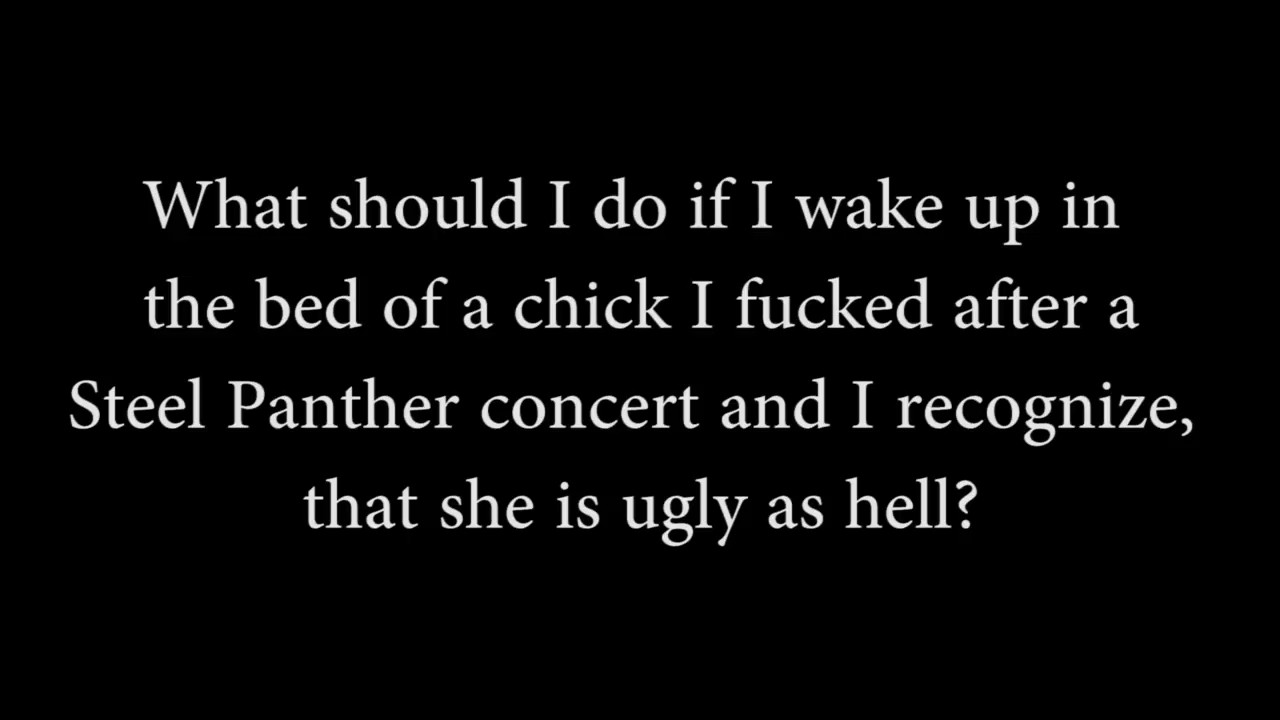 What should I do if I wake up in
the bed of a chick I fucked after a
Steel Panther concert and I recognize,
that she is ugly as hell?